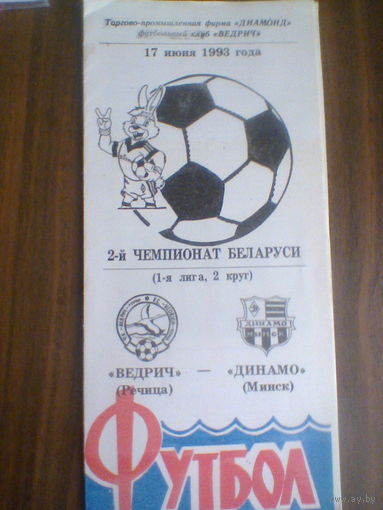 Торгово-промышленная фирма «ДИАМОНД»
футбольный клуб «ВЕДРИЧ»
17 июня 1993 года
2-й ЧЕМПИОНАТ БЕЛАРУСИ
(1-я лига, 2 круг)
ДИНАМО
МИНСК
«ВЕДРИЧ» — «ДИНАМО»
(Речица) (Минск)
ФУТБОЛ
www.ay.by